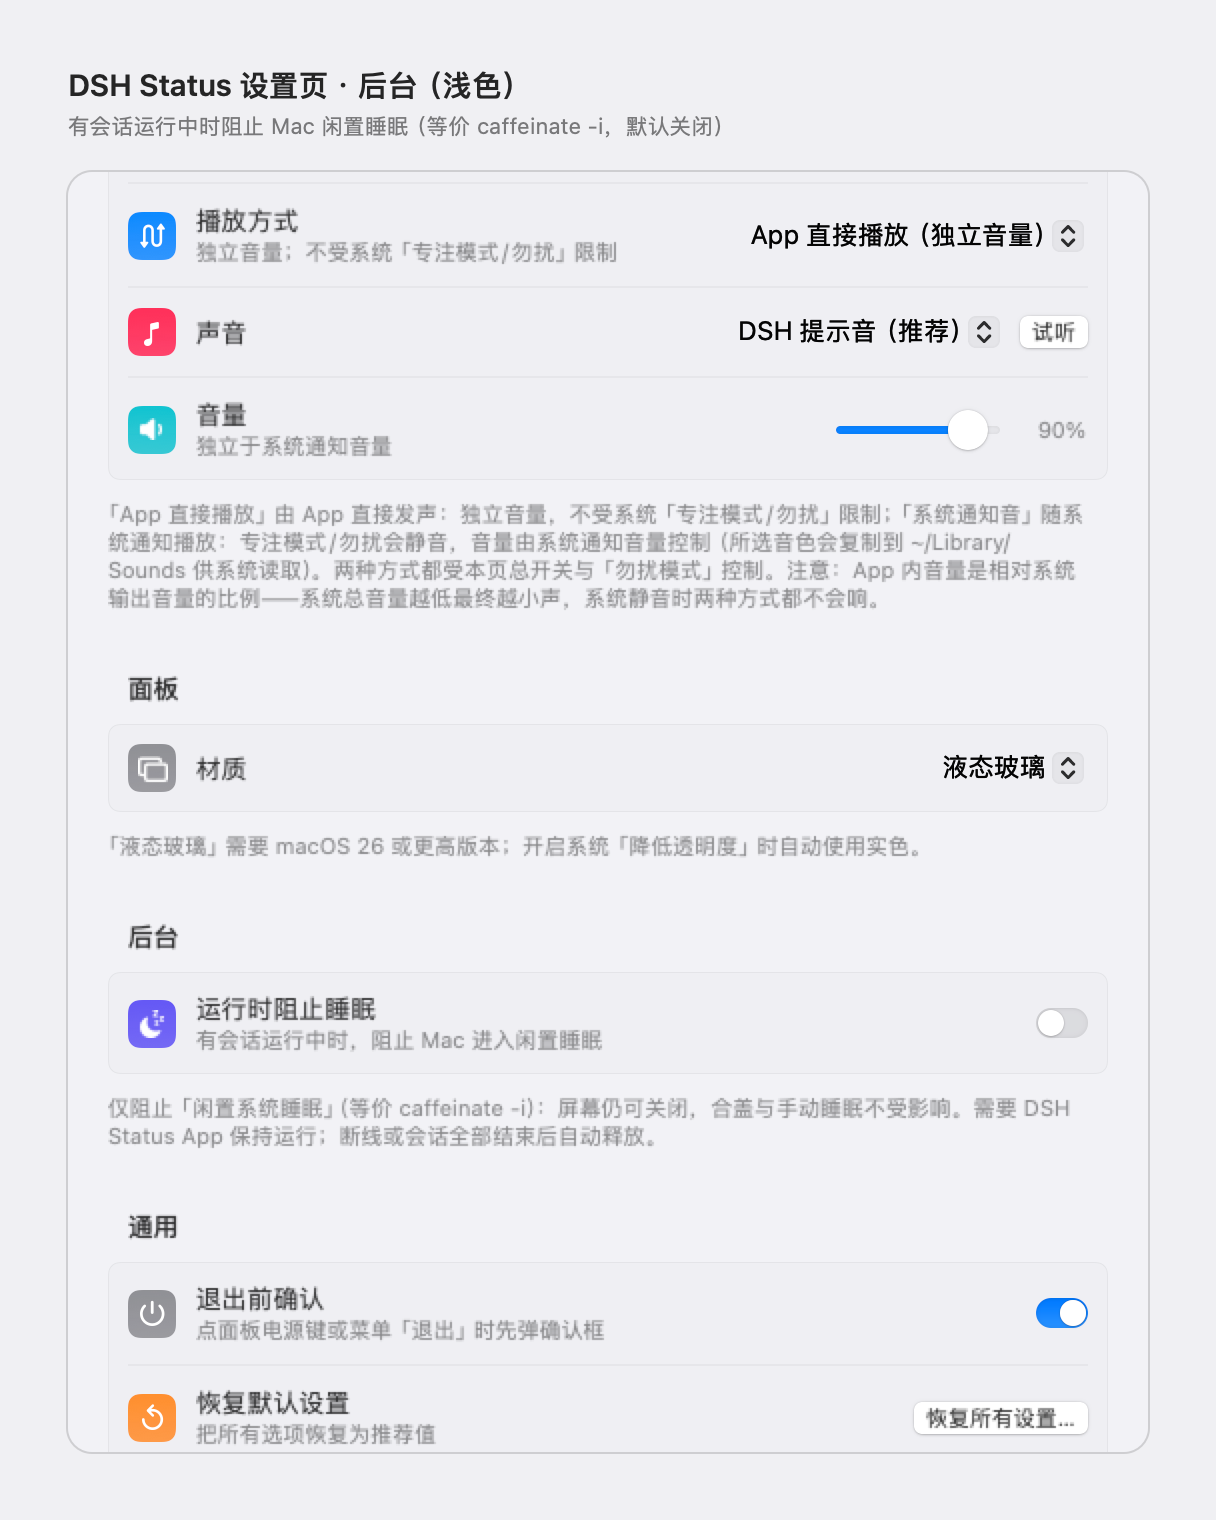 DSH Status 设置页 · 后台（浅色）
有会话运行中时阻止 Mac 闲置睡眠（等价 caffeinate -i，默认关闭）
播放方式
独立音量；不受系统「专注模式/勿扰」限制
App 直接播放（独立音量）
声音
DSH 提示音（推荐）
试听
音量
独立于系统通知音量
90%
「App 直接播放」由 App 直接发声：独立音量，不受系统「专注模式/勿扰」限制；「系统通知音」随系
统通知播放：专注模式/勿扰会静音，音量由系统通知音量控制（所选音色会复制到 ~/Library/
Sounds 供系统读取）。两种方式都受本页总开关与「勿扰模式」控制。注意：App 内音量是相对系统
输出音量的比例——系统总音量越低最终越小声，系统静音时两种方式都不会响。
面板
材质
液态玻璃
「液态玻璃」需要 macOS 26 或更高版本；开启系统「降低透明度」时自动使用实色。
后台
运行时阻止睡眠
有会话运行中时，阻止 Mac 进入闲置睡眠
仅阻止「闲置系统睡眠」（等价 caffeinate -i）：屏幕仍可关闭，合盖与手动睡眠不受影响。需要 DSH
Status App 保持运行；断线或会话全部结束后自动释放。
通用
退出前确认
点面板电源键或菜单「退出」时先弹确认框
恢复默认设置
把所有选项恢复为推荐值
恢复所有设置...